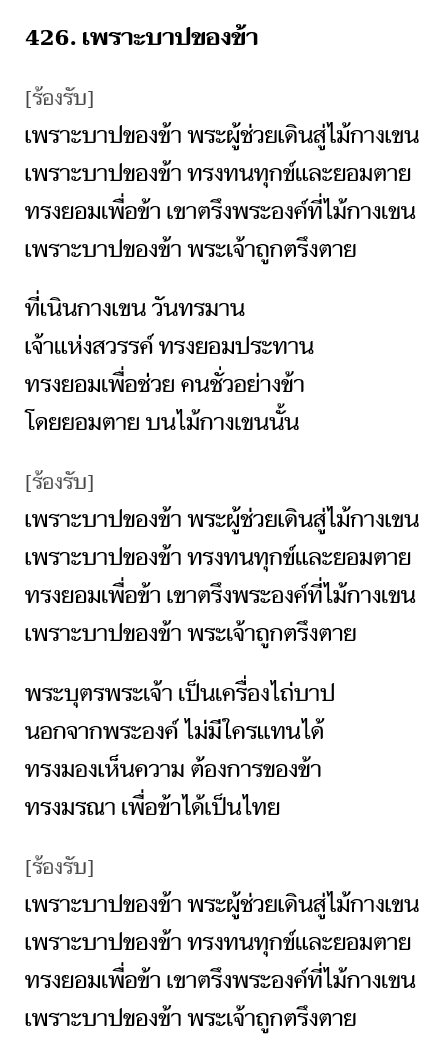 426. เพราะบาปของข้า
[ร้องรับ]
เพราะบาปของข้า พระผู้ช่วยเดินสู่ไม้กางเขน
เพราะบาปของข้า ทรงทนทุกข์และยอมตาย
ทรงยอมเพื่อข้า เขาตรึงพระองค์ที่ไม้กางเขน
เพราะบาปของข้า พระเจ้าถูกตรึงตาย
ที่เนินกางเขน วันทรมาน
เจ้าแห่งสวรรค์ ทรงยอมประทาน
ทรงยอมเพื่อช่วย คนชั่วอย่างข้า
โดยยอมตาย บนไม้กางเขนนั้น
[ร้องรับ]
เพราะบาปของข้า พระผู้ช่วยเดินสู่ไม้กางเขน
เพราะบาปของข้า ทรงทนทุกข์และยอมตาย
ทรงยอมเพื่อข้า เขาตรึงพระองค์ที่ไม้กางเขน
เพราะบาปของข้า พระเจ้าถูกตรึงตาย
พระบุตรพระเจ้า เป็นเครื่องไถ่บาป
นอกจากพระองค์ ไม่มีใครแทนได้
ทรงมองเห็นความ ต้องการของข้า
ทรงมรณา เพื่อข้าได้เป็นไทย
[ร้องรับ]
เพราะบาปของข้า พระผู้ช่วยเดินสู่ไม้กางเขน
เพราะบาปของข้า ทรงทนทุกข์และยอมตาย
ทรงยอมเพื่อข้า เขาตรึงพระองค์ที่ไม้กางเขน
เพราะบาปของข้า พระเจ้าถูกตรึงตาย